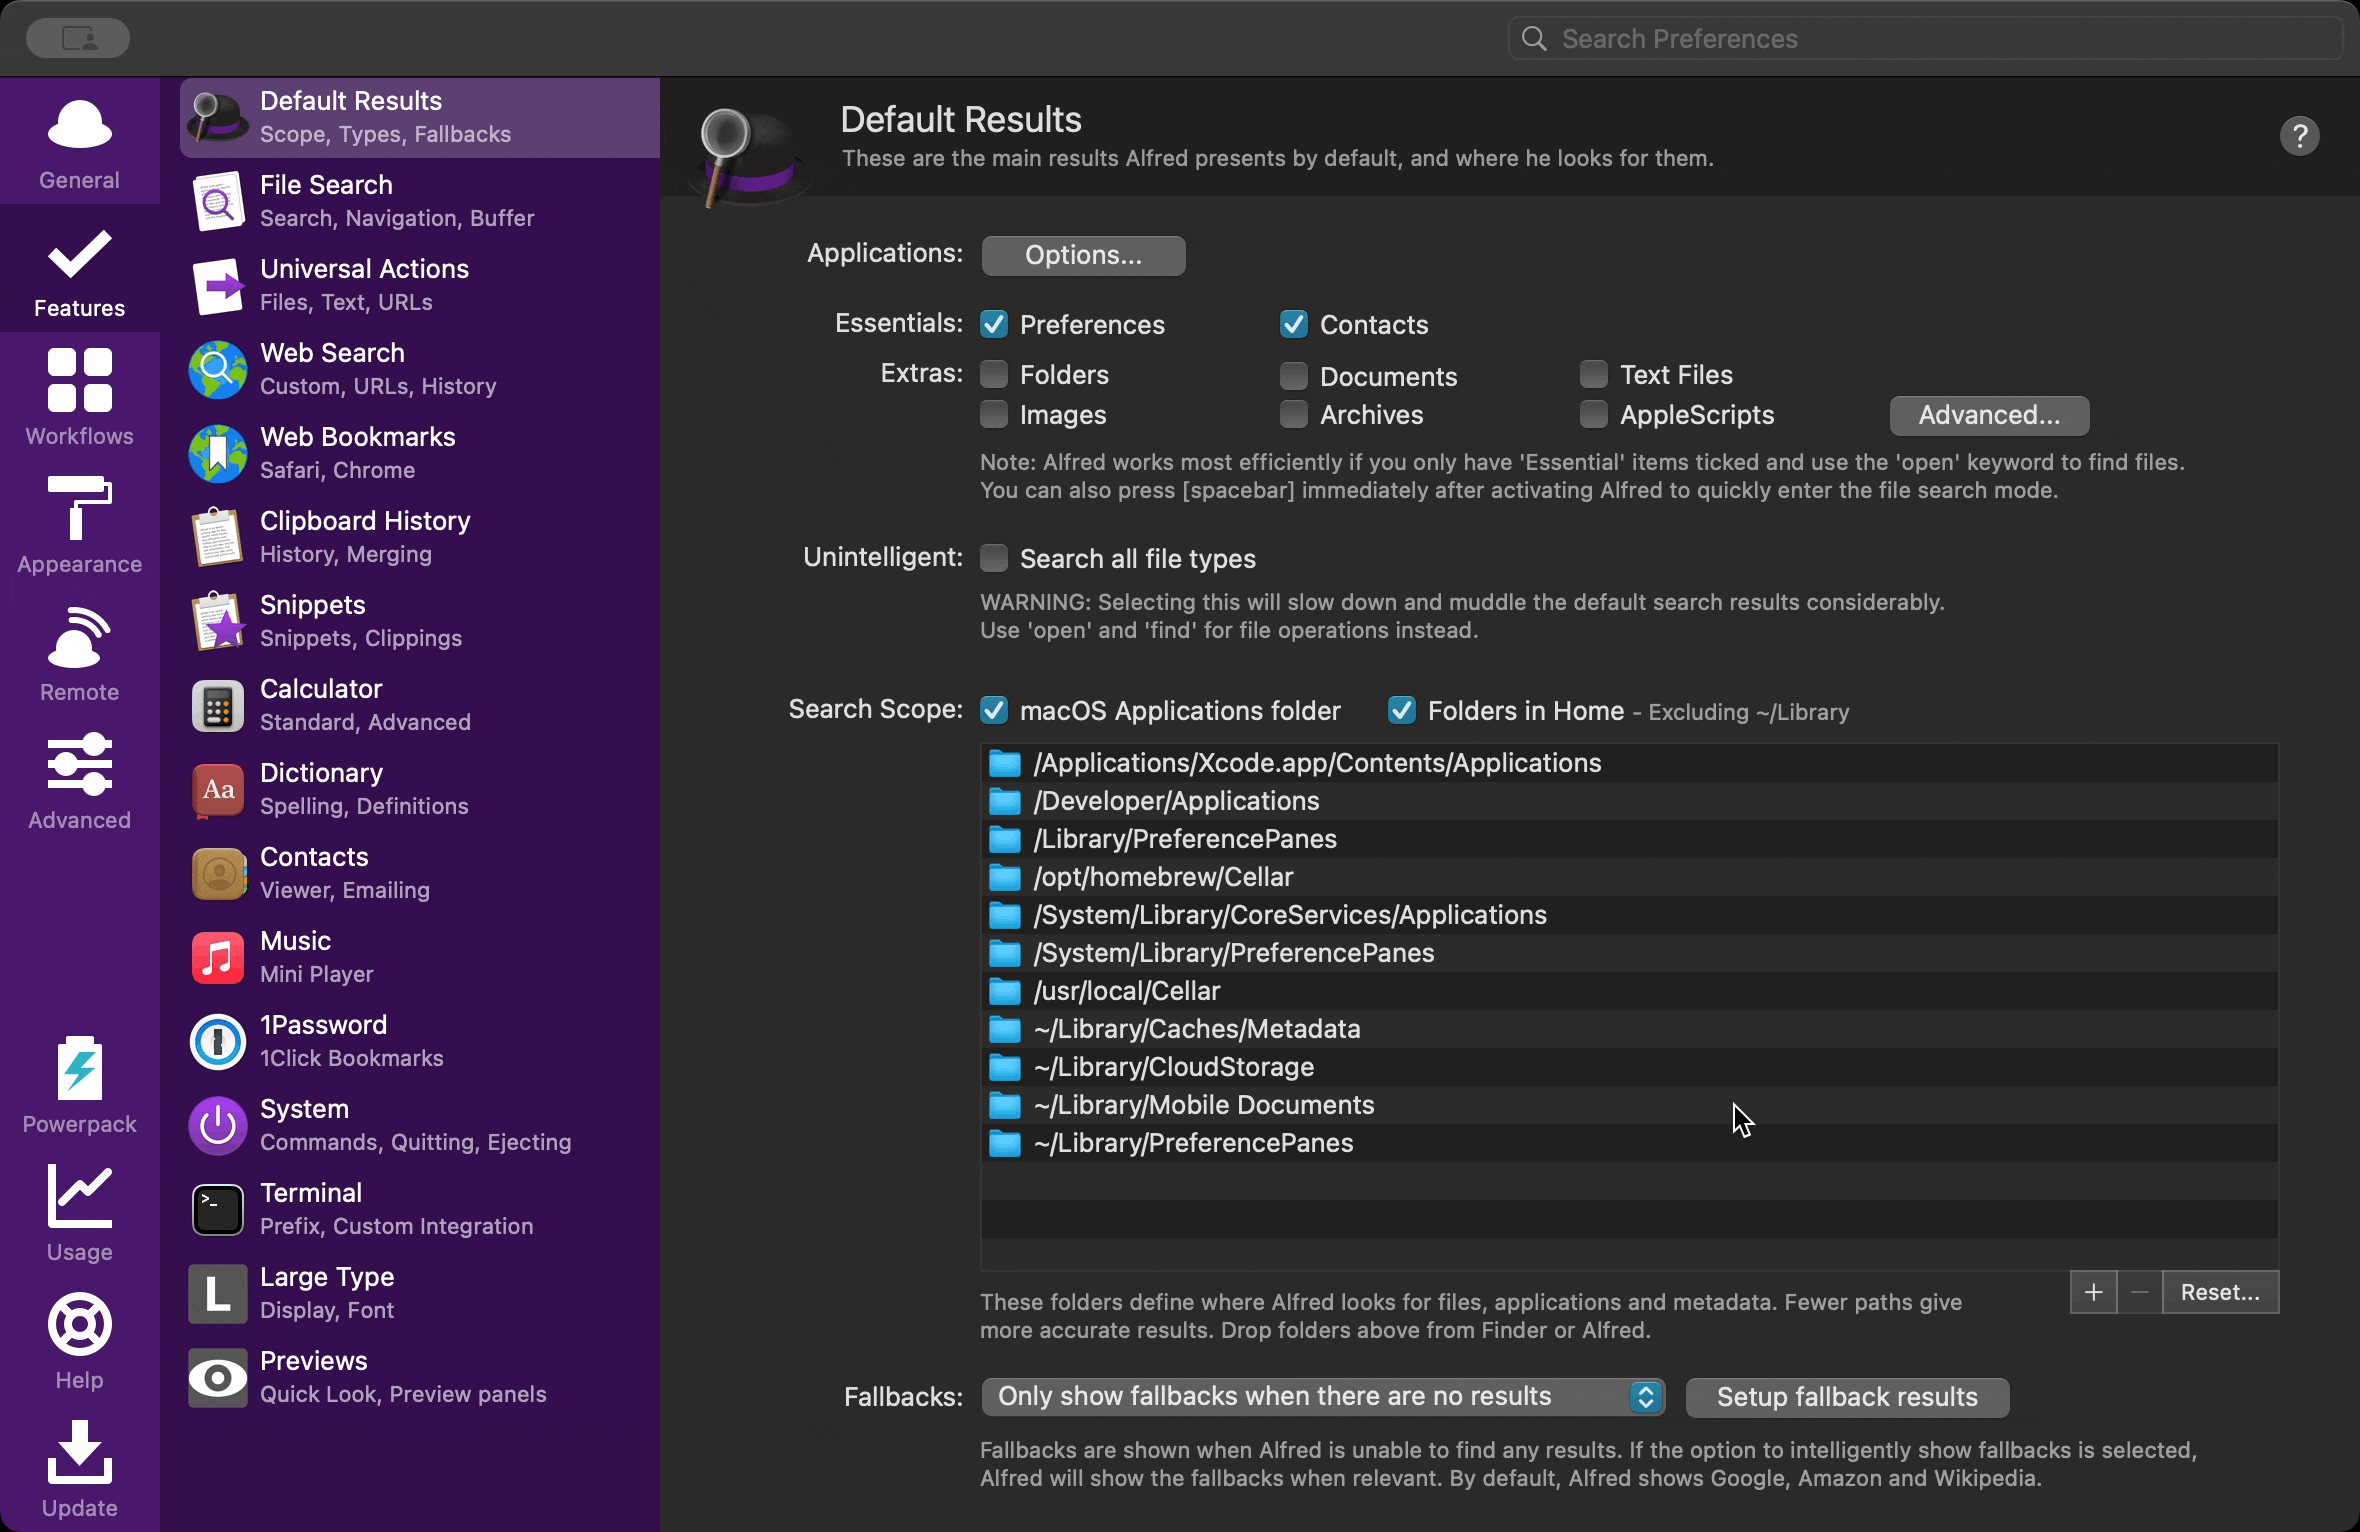 Search Preferences
General
Features
Workflows
Appearance
Remote
Advanced
Powerpack
Usage
Help
Update
Default Results
Scope, Types, Fallbacks
File Search
Search, Navigation, Buffer
Universal Actions
Files, Text, URLs
Web Search
Custom, URLs, History
Web Bookmarks
Safari, Chrome
Clipboard History
History, Merging
Snippets
Snippets, Clippings
Calculator
Standard, Advanced
Aa
Dictionary
Spelling, Definitions
Contacts
Viewer, Emailing
Music
Mini Player
1Password
1Click Bookmarks
System
Commands, Quitting, Ejecting
>_
Terminal
Prefix, Custom Integration
L
Large Type
Display, Font
Previews
Quick Look, Preview panels
Default Results
These are the main results Alfred presents by default, and where he looks for them.
?
Applications: Options...
Essentials: Preferences Contacts
Extras: Folders Documents Text Files
Images Archives AppleScripts Advanced...
Note: Alfred works most efficiently if you only have 'Essential' items ticked and use the 'open' keyword to find files.
You can also press [spacebar] immediately after activating Alfred to quickly enter the file search mode.
Unintelligent: Search all file types
WARNING: Selecting this will slow down and muddle the default search results considerably.
Use 'open' and 'find' for file operations instead.
Search Scope: macOS Applications folder Folders in Home - Excluding ~/Library
/Applications/Xcode.app/Contents/Applications
/Developer/Applications
/Library/PreferencePanes
/opt/homebrew/Cellar
/System/Library/CoreServices/Applications
/System/Library/PreferencePanes
/usr/local/Cellar
~/Library/Caches/Metadata
~/Library/CloudStorage
~/Library/Mobile Documents
~/Library/PreferencePanes
+ − Reset...
These folders define where Alfred looks for files, applications and metadata. Fewer paths give
more accurate results. Drop folders above from Finder or Alfred.
Fallbacks: Only show fallbacks when there are no results Setup fallback results
Fallbacks are shown when Alfred is unable to find any results. If the option to intelligently show fallbacks is selected,
Alfred will show the fallbacks when relevant. By default, Alfred shows Google, Amazon and Wikipedia.